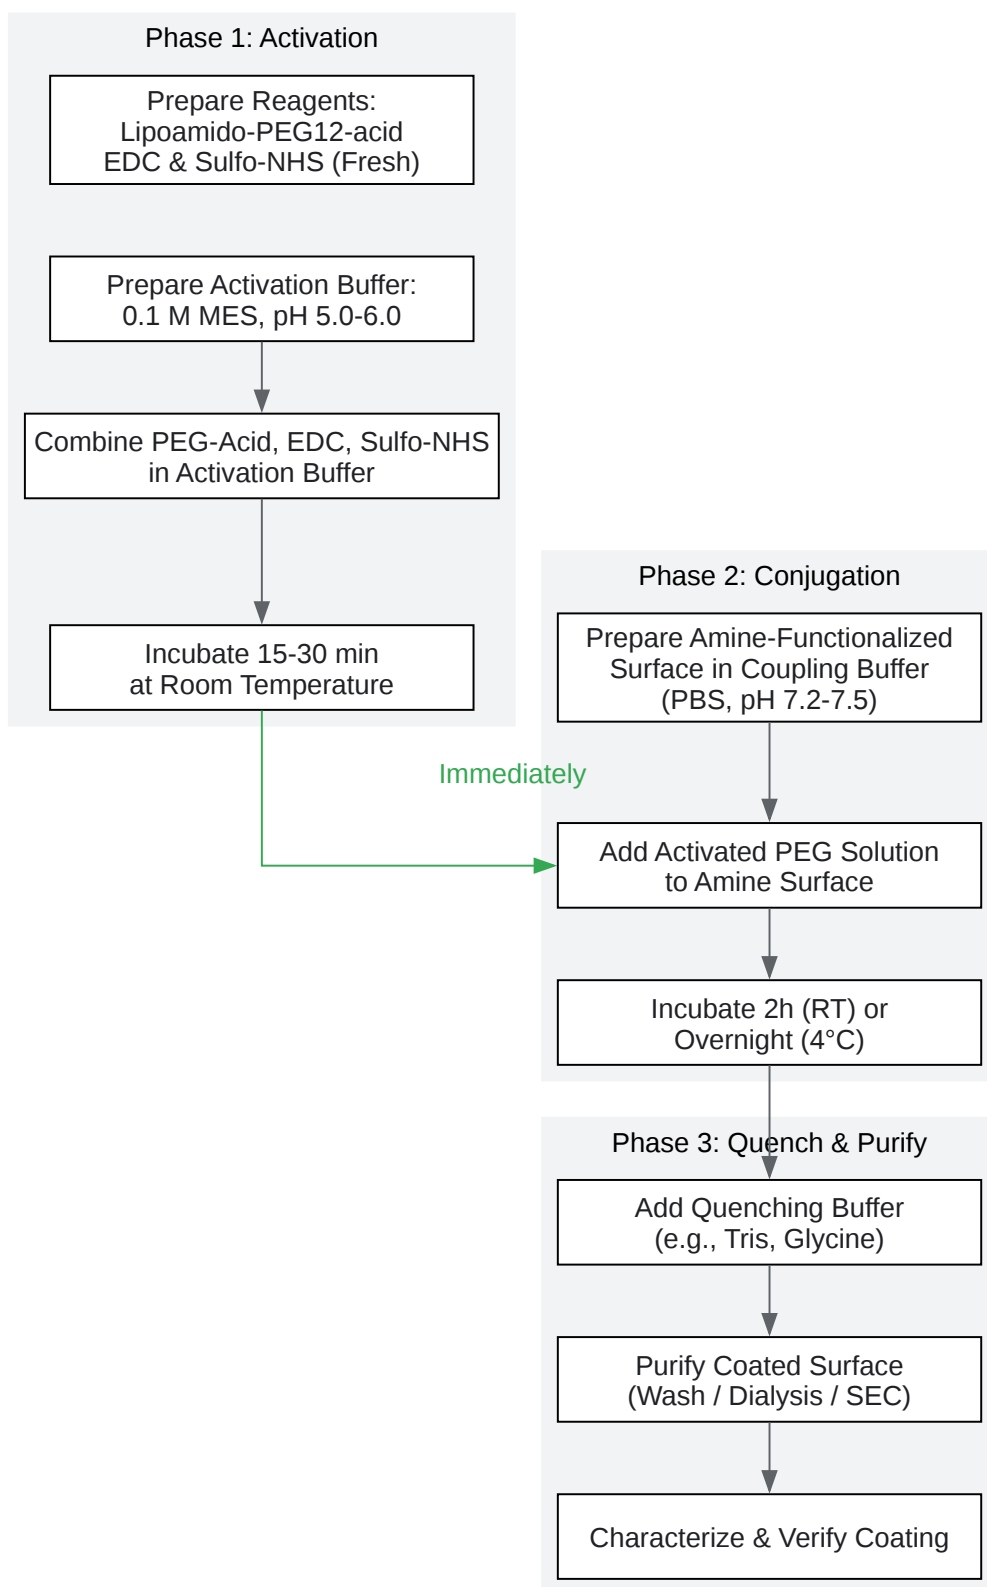 Phase 1: Activation
Prepare Reagents:
Lipoamido-PEG12-acid
EDC & Sulfo-NHS (Fresh)
Prepare Activation Buffer:
0.1 M MES, pH 5.0-6.0
Combine PEG-Acid, EDC, Sulfo-NHS
in Activation Buffer
Incubate 15-30 min
at Room Temperature
Immediately
Phase 2: Conjugation
Prepare Amine-Functionalized
Surface in Coupling Buffer
(PBS, pH 7.2-7.5)
Add Activated PEG Solution
to Amine Surface
Incubate 2h (RT) or
Overnight (4°C)
Phase 3: Quench & Purify
Add Quenching Buffer
(e.g., Tris, Glycine)
Purify Coated Surface
(Wash / Dialysis / SEC)
Characterize & Verify Coating